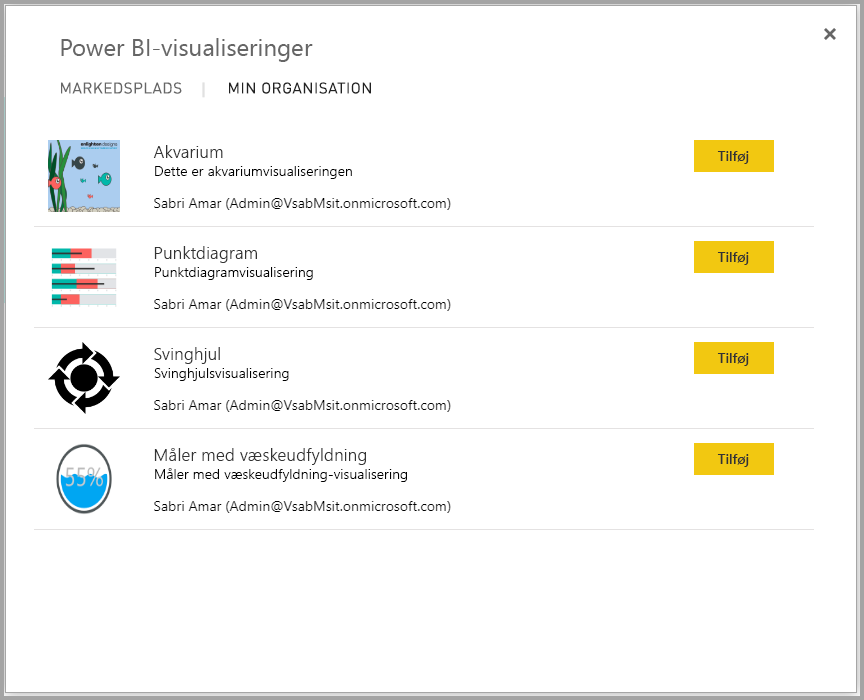 Power BI-visualiseringer
MARKEDSPLADS | MIN ORGANISATION
enlighten designs
Akvarium
Dette er akvariumvisualiseringen
Sabri Amar (Admin@VsabMsit.onmicrosoft.com)
Tilføj
Punktdiagram
Punktdiagramvisualisering
Sabri Amar (Admin@VsabMsit.onmicrosoft.com)
Tilføj
Svinghjul
Svinghjulsvisualisering
Sabri Amar (Admin@VsabMsit.onmicrosoft.com)
Tilføj
55%
Måler med væskeudfyldning
Måler med væskeudfyldning-visualisering
Sabri Amar (Admin@VsabMsit.onmicrosoft.com)
Tilføj